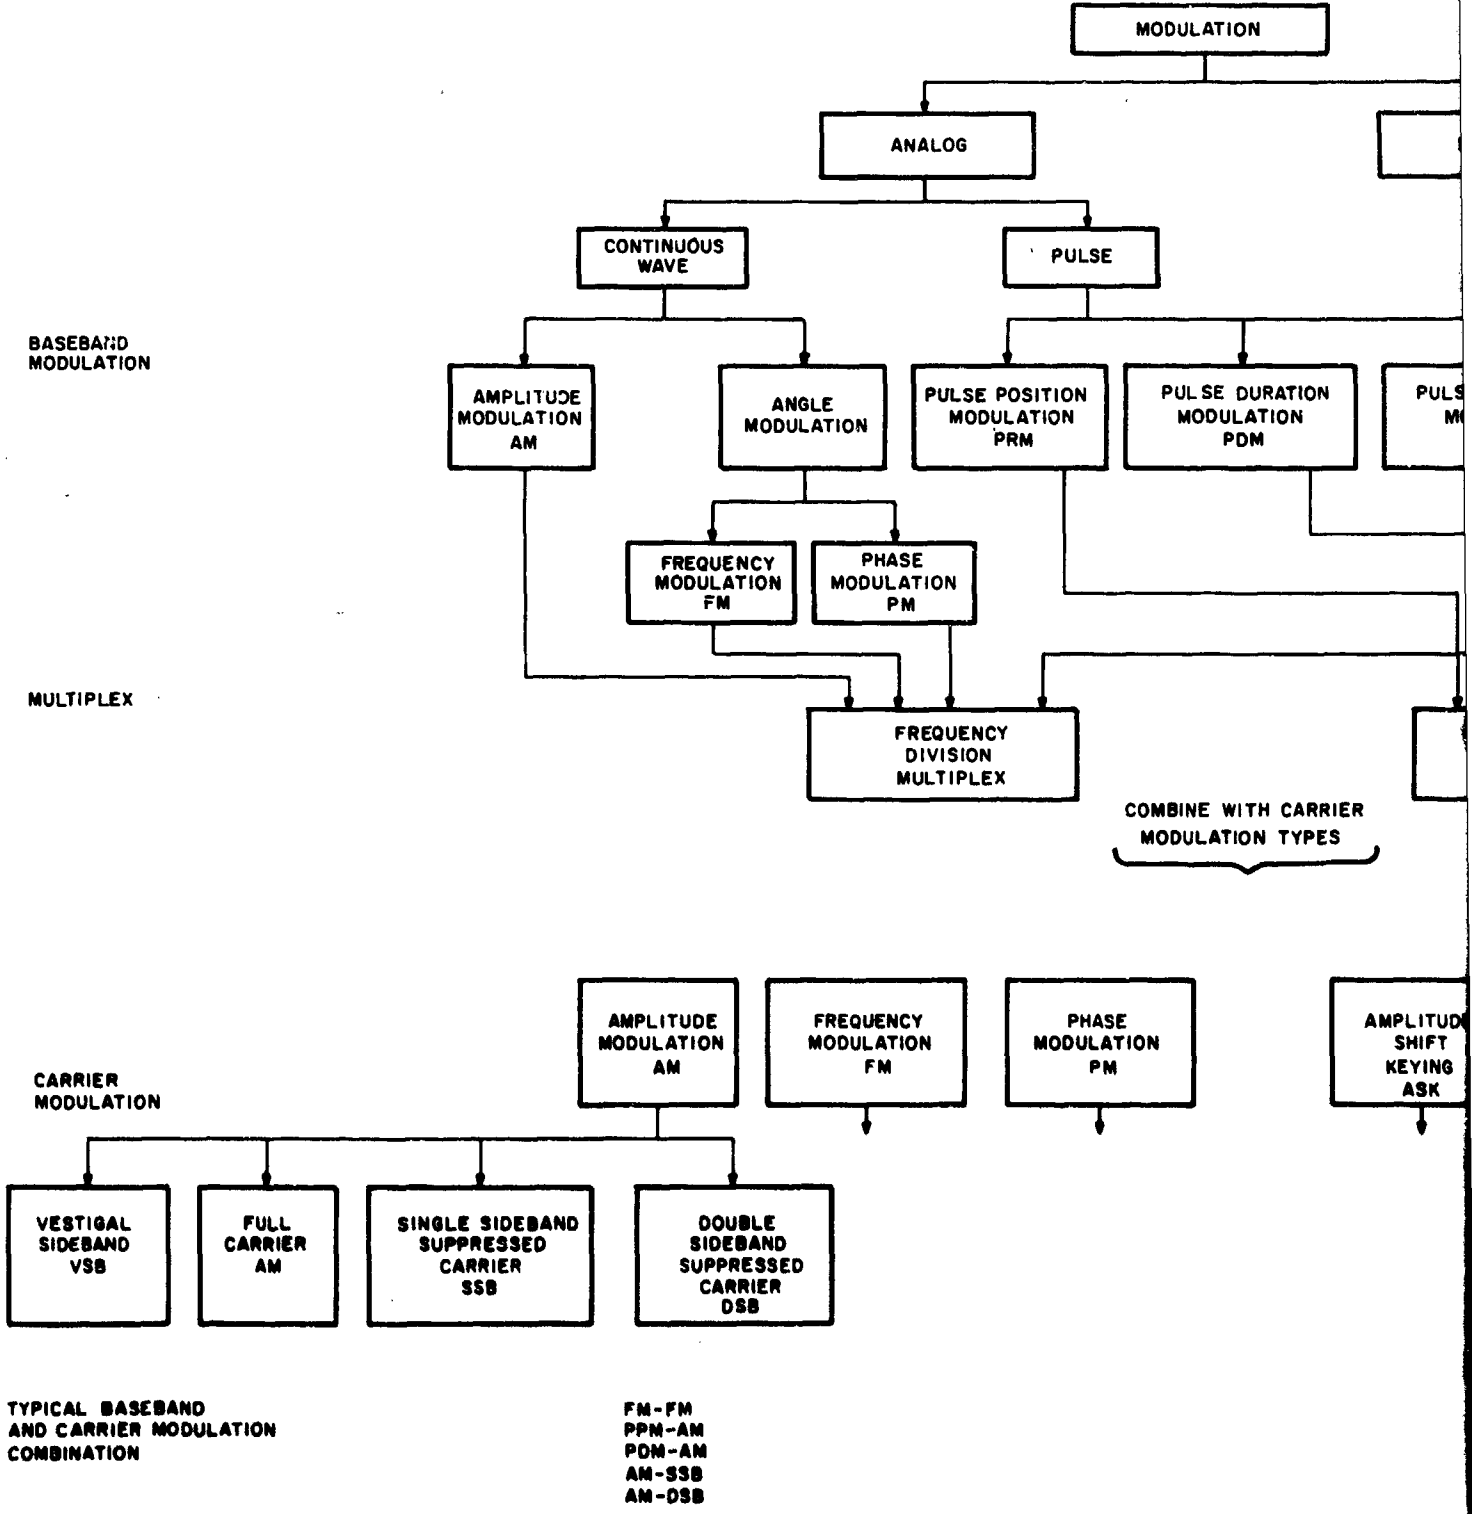 MODULATION
ANALOG
CONTINUOUS
WAVE
PULSE
BASEBAND
MODULATION
AMPLITUDE
MODULATION
AM
ANGLE
MODULATION
PULSE POSITION
MODULATION
PRM
PULSE DURATION
MODULATION
PDM
PULS
FREQUENCY
MODULATION
FM
PHASE
MODULATION
PM
MULTIPLEX
FREQUENCY
DIVISION
MULTIPLEX
COMBINE WITH CARRIER
MODULATION TYPES
CARRIER
MODULATION
AMPLITUDE
MODULATION
AM
FREQUENCY
MODULATION
FM
PHASE
MODULATION
PM
AMPLITUD
SHIFT
KEYING
ASK
VESTIGAL
SIDEBAND
VSB
FULL
CARRIER
AM
SINGLE SIDEBAND
SUPPRESSED
CARRIER
SSB
DOUBLE
SIDEBAND
SUPPRESSED
CARRIER
DSB
TYPICAL BASEBAND
AND CARRIER MODULATION
COMBINATION
FM-FM
PPM-AM
PDM-AM
AM-SSB
AM-DSB